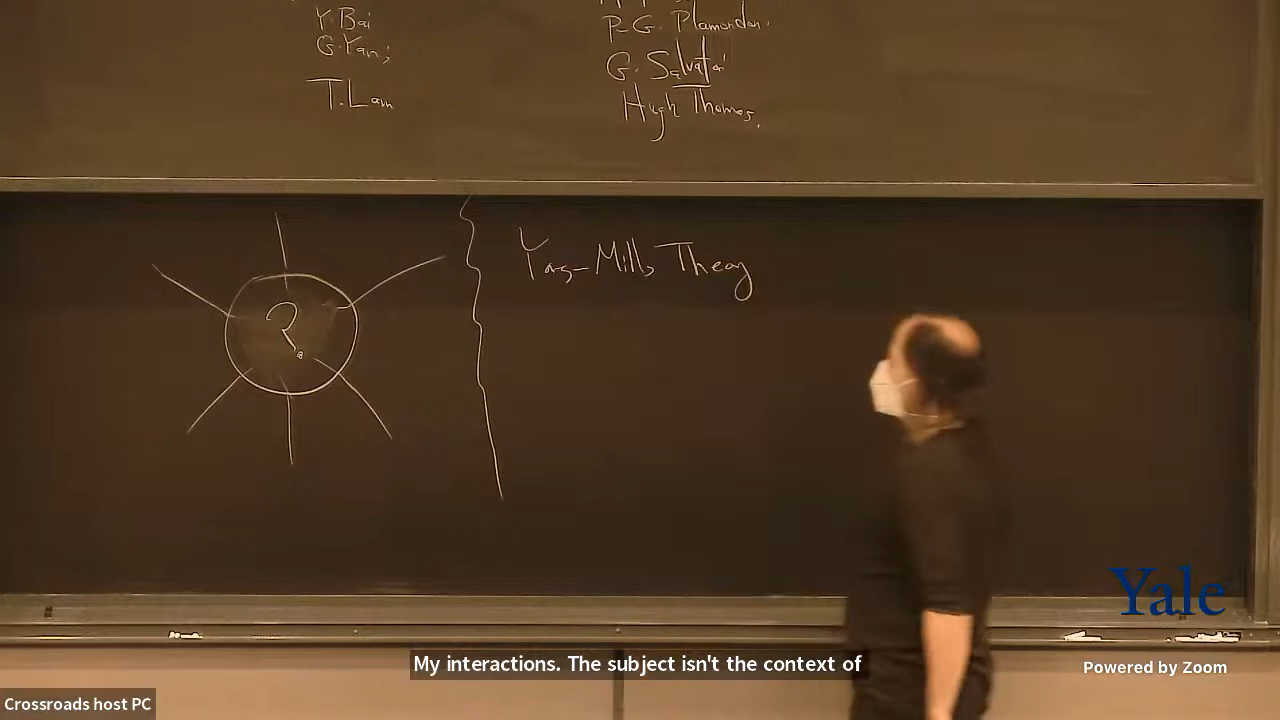 Y. Bai
G. Yang
T. Lam
P-G. Plamondon.
G. Salvatori
Hugh Thomas.
?
Yang-Mills Theory
Yale
My interactions. The subject isn't the context of
Powered by Zoom
Crossroads host PC